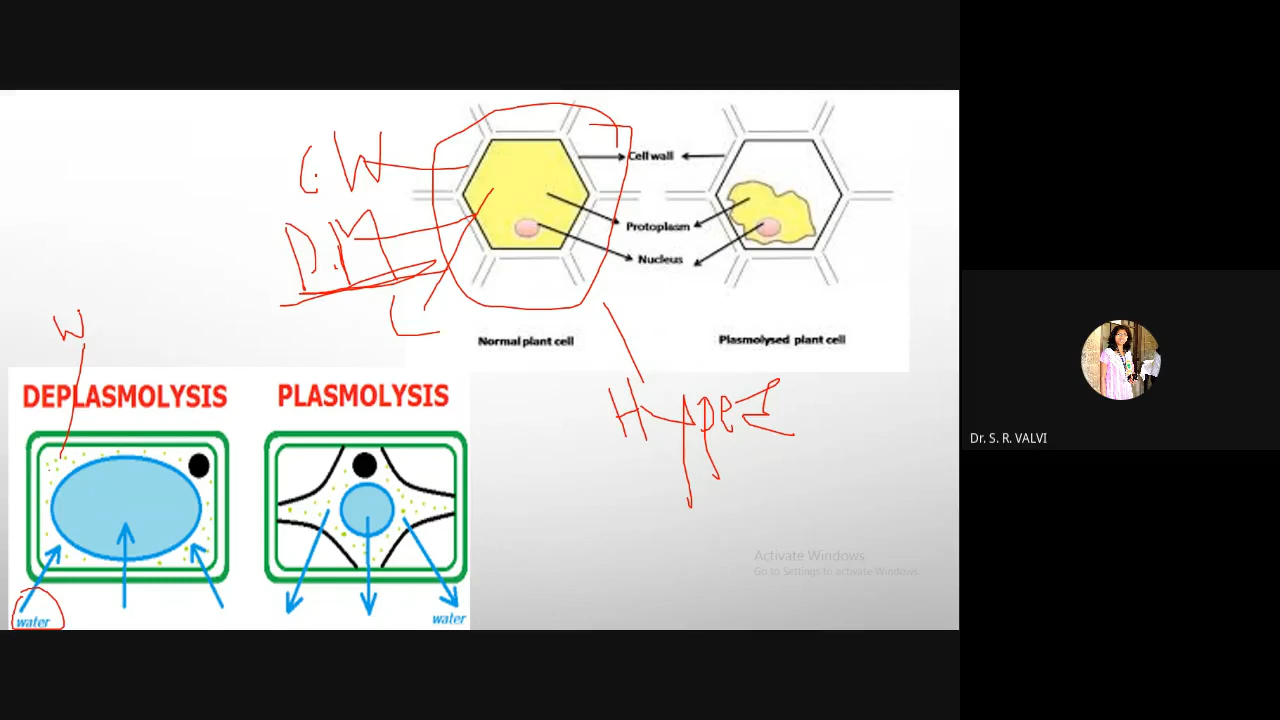 C.W
Cell wall
D.M
Protoplasm
Nucleus
W
Normal plant cell
Plasmolysed plant cell
DEPLASMOLYSIS
PLASMOLYSIS
Dr. S. R. VALVI
Activate Windows
Go to Settings to activate Windows.
water
water